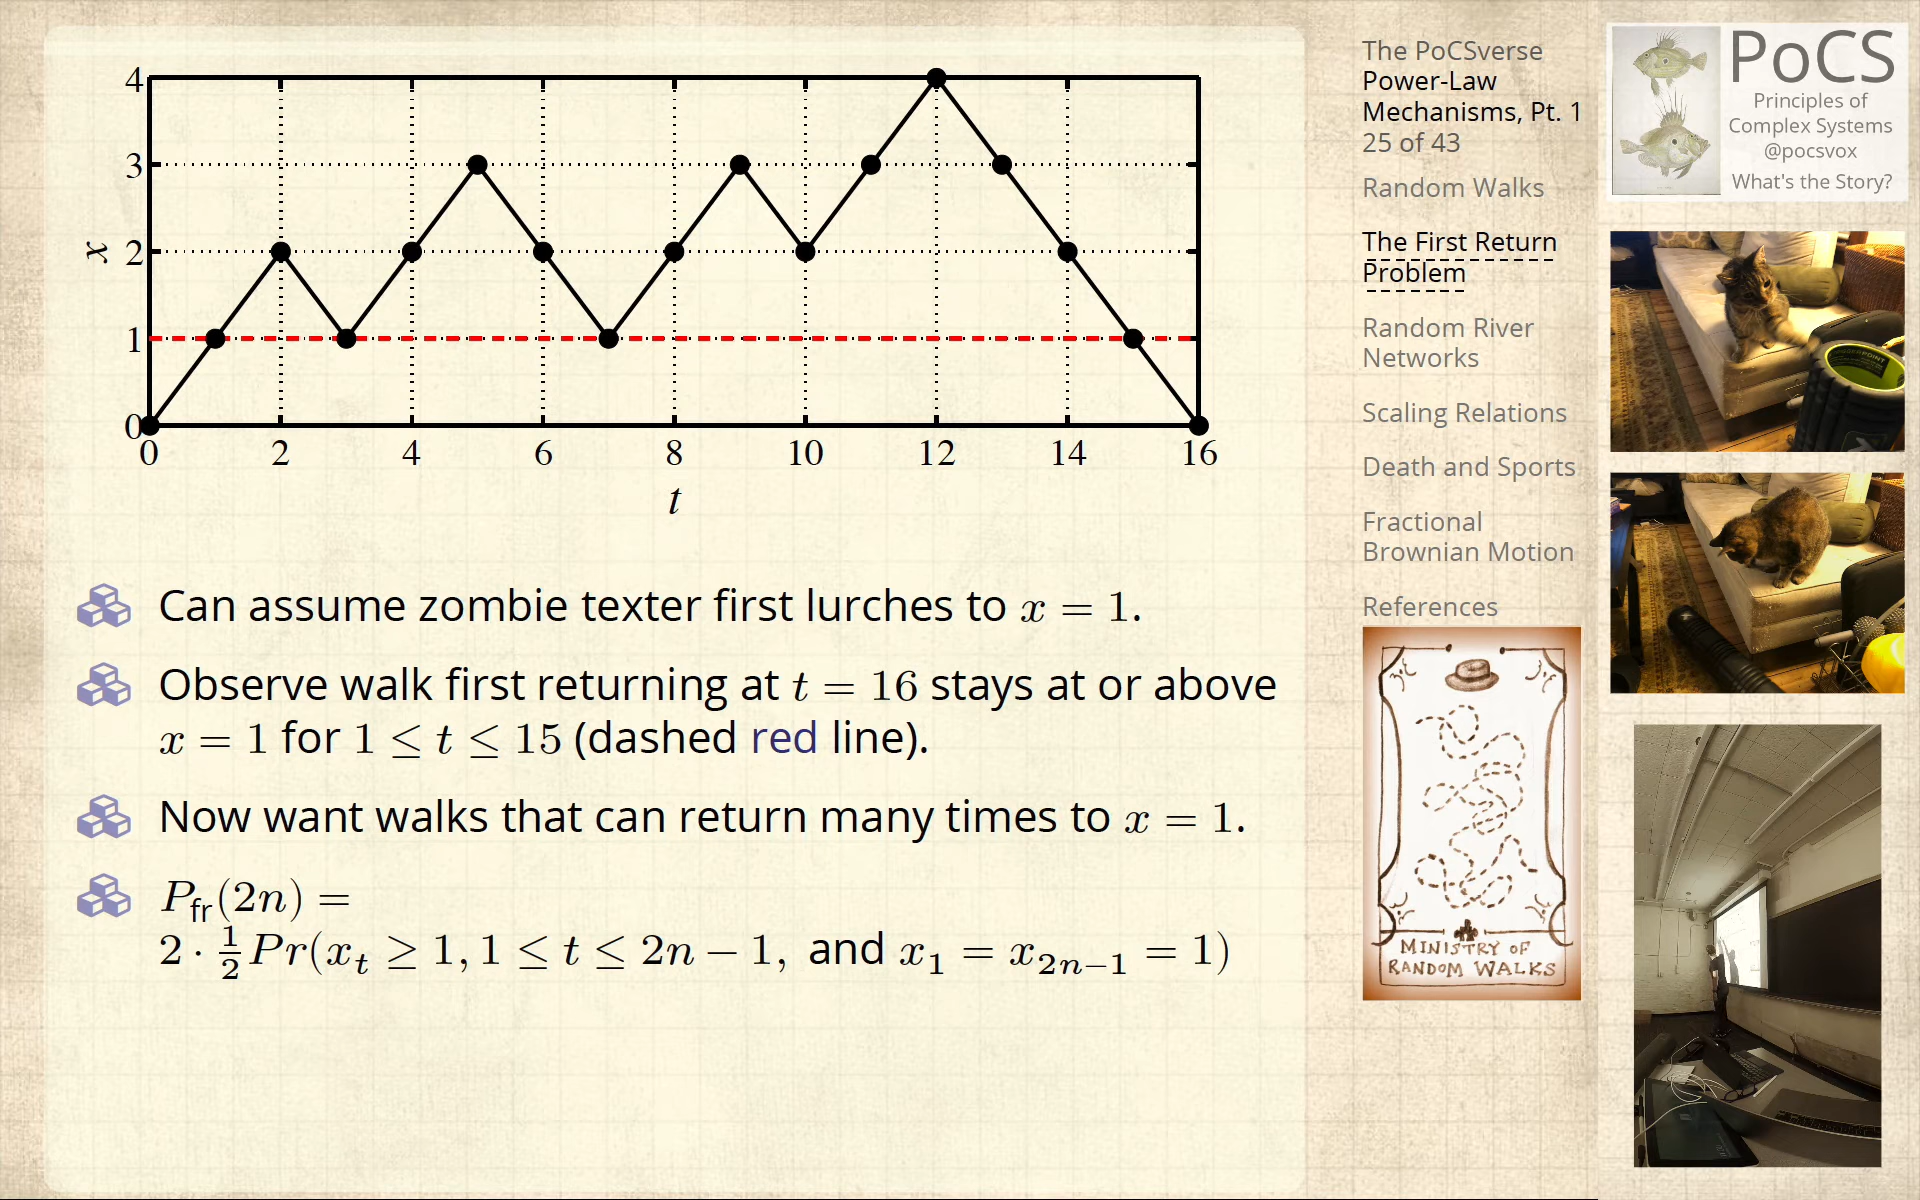 4
3
2
1
0
x
0 2 4 6 8 10 12 14 16
t
Can assume zombie texter first lurches to x = 1.
Observe walk first returning at t = 16 stays at or above
x = 1 for 1 ≤ t ≤ 15 (dashed red line).
Now want walks that can return many times to x = 1.
P_fr(2n) =
2 · 1/2 Pr(x_t ≥ 1, 1 ≤ t ≤ 2n − 1, and x_1 = x_{2n−1} = 1)
The PoCSverse
Power-Law
Mechanisms, Pt. 1
25 of 43
Random Walks
The First Return
Problem
Random River
Networks
Scaling Relations
Death and Sports
Fractional
Brownian Motion
References
MINISTRY OF
RANDOM WALKS
PoCS
Principles of
Complex Systems
@pocsvox
What's the Story?